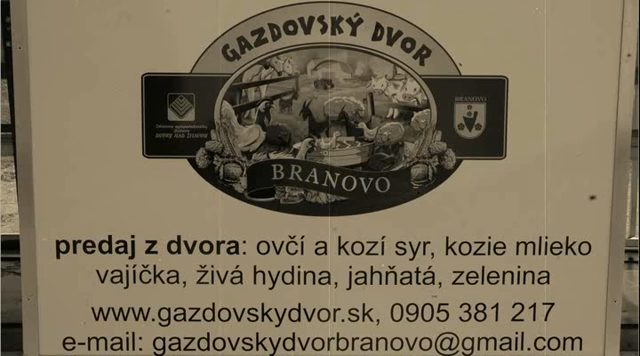 GAZDOVSKÝ DVOR
BRANOVO
BRANOVO
predaj z dvora: ovčí a kozí syr, kozie mlieko
vajíčka, živá hydina, jahňatá, zelenina
www.gazdovskydvor.sk, 0905 381 217
e-mail: gazdovskydvorbranovo@gmail.com